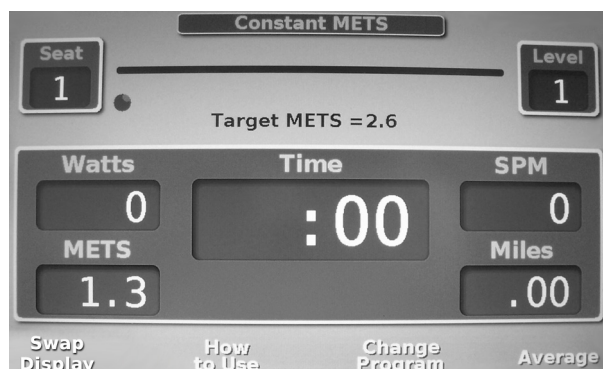 Constant METS
Seat
1
Level
1
Target METS =2.6
Watts
0
Time
:00
SPM
0
METS
1.3
Miles
.00
Swap
Display
How
to Use
Change
Program
Average